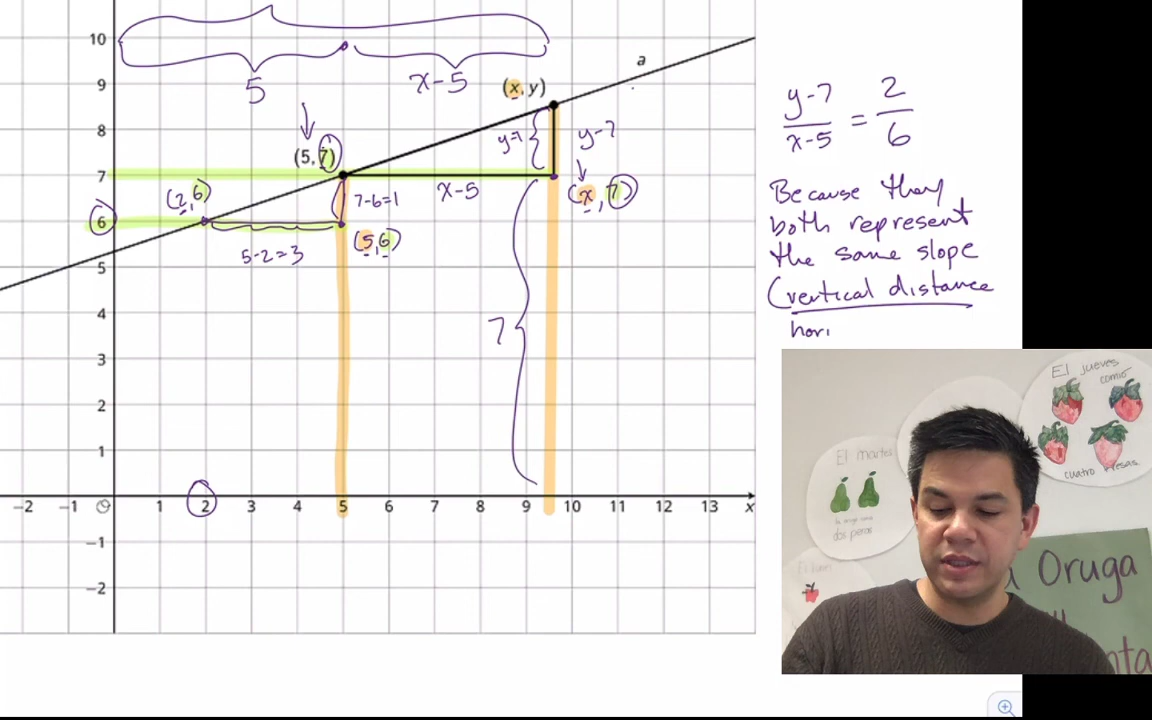 10
5
x-5
9
(x, y)
a
8
y-7
y-7
(5, 7)
7
(2, 6)
7-6=1
x-5
(x, 7)
6
(5, 6)
5-2=3
5
4
7
3
2
1
−2 −1 O 1 2 3 4 5 6 7 8 9 10 11 12 13 x
−1
−2
y-7/x-5 = 2/6
Because they
both represent
the same slope
(vertical distance
hori
El jueves
comió
cuatro fresas.
El martes
dos peras
El lunes
Oruga